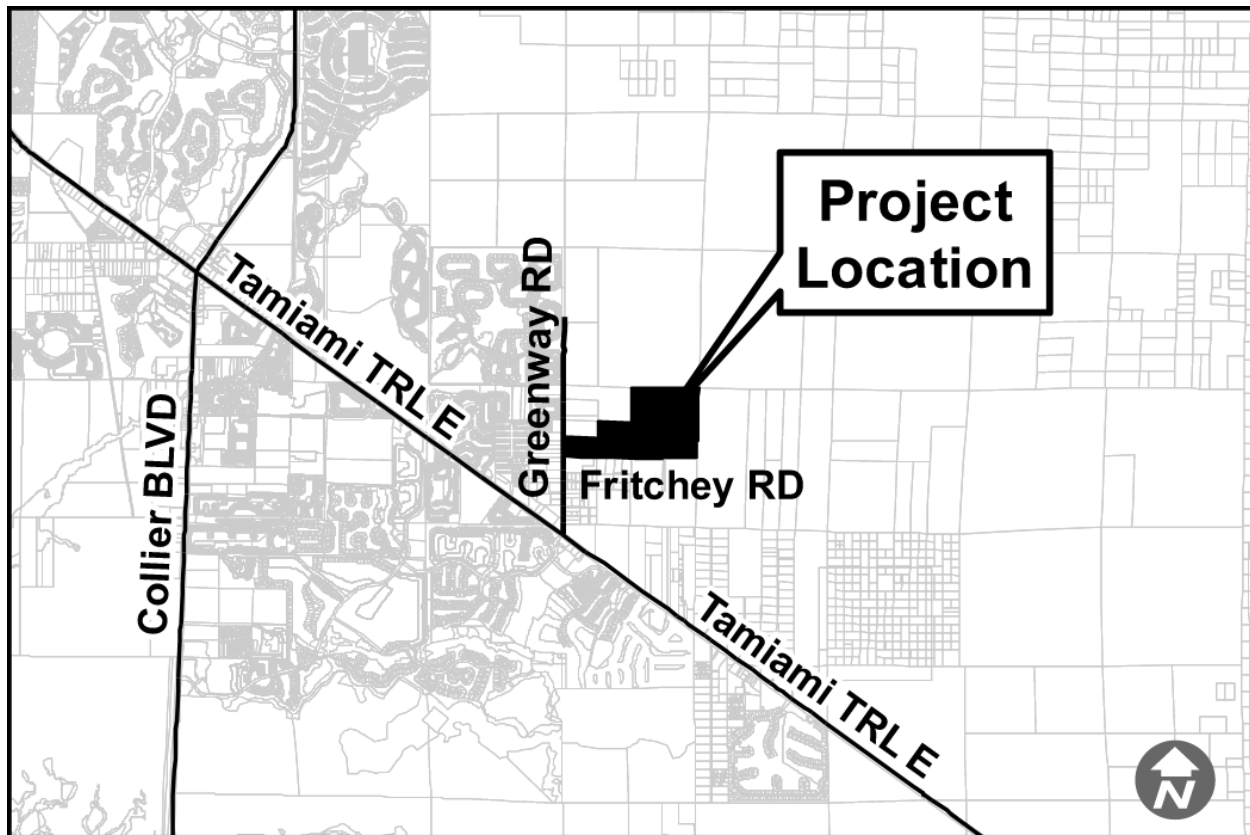 Project
Location
Greenway RD
Tamiami TRL E
Collier BLVD
Fritchey RD
Tamiami TRL E
N